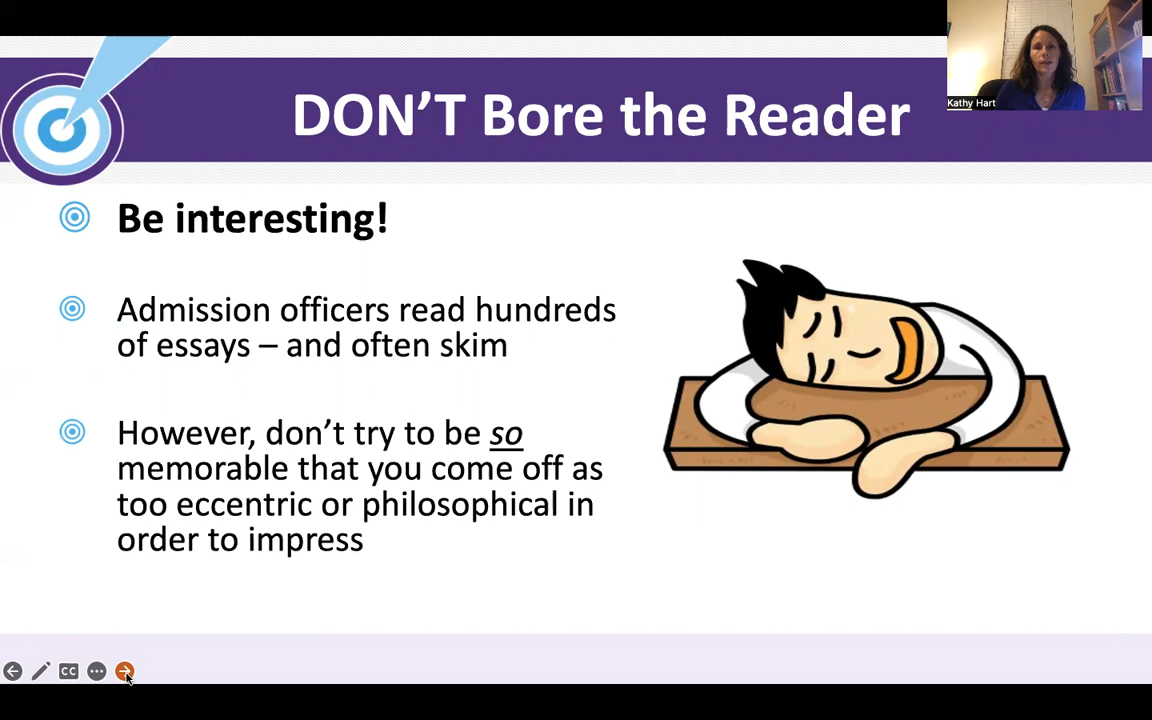 DON'T Bore the Reader
Kathy Hart
Be interesting!
Admission officers read hundreds
of essays – and often skim
However, don't try to be so
memorable that you come off as
too eccentric or philosophical in
order to impress
CC